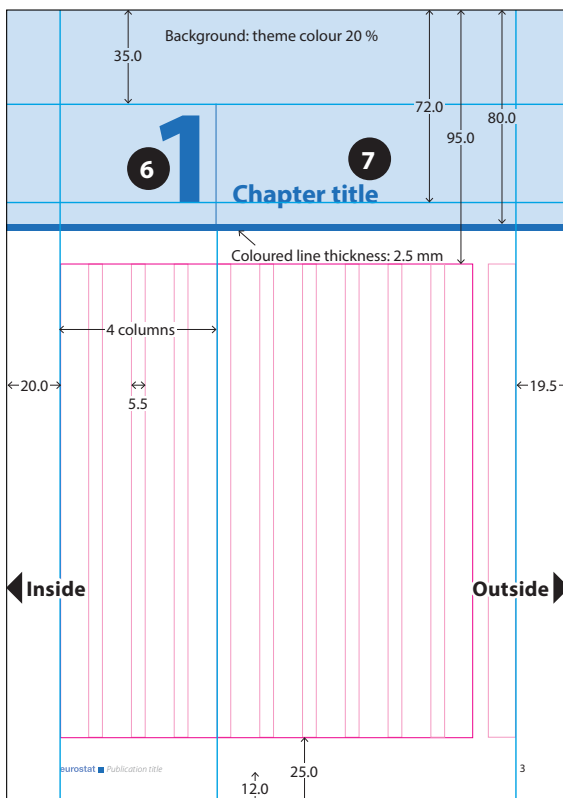 Background: theme colour 20 %
35.0
72.0
80.0
95.0
1
6
7
Chapter title
Coloured line thickness: 2.5 mm
4 columns
20.0
19.5
5.5
Inside
Outside
eurostat Publication title
25.0
3
12.0